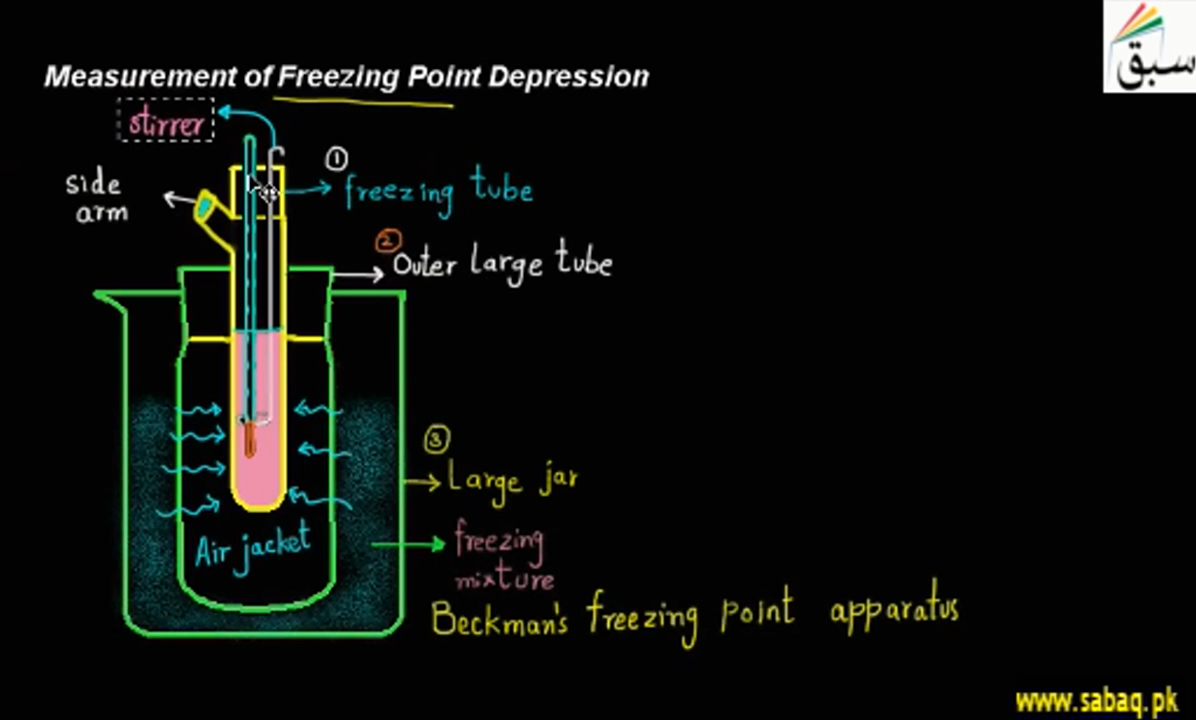 سبق
Measurement of Freezing Point Depression
stirrer
①
side
arm
freezing tube
②
Outer large tube
③
Large jar
Air jacket
freezing
mixture
Beckman's freezing point apparatus
www.sabaq.pk